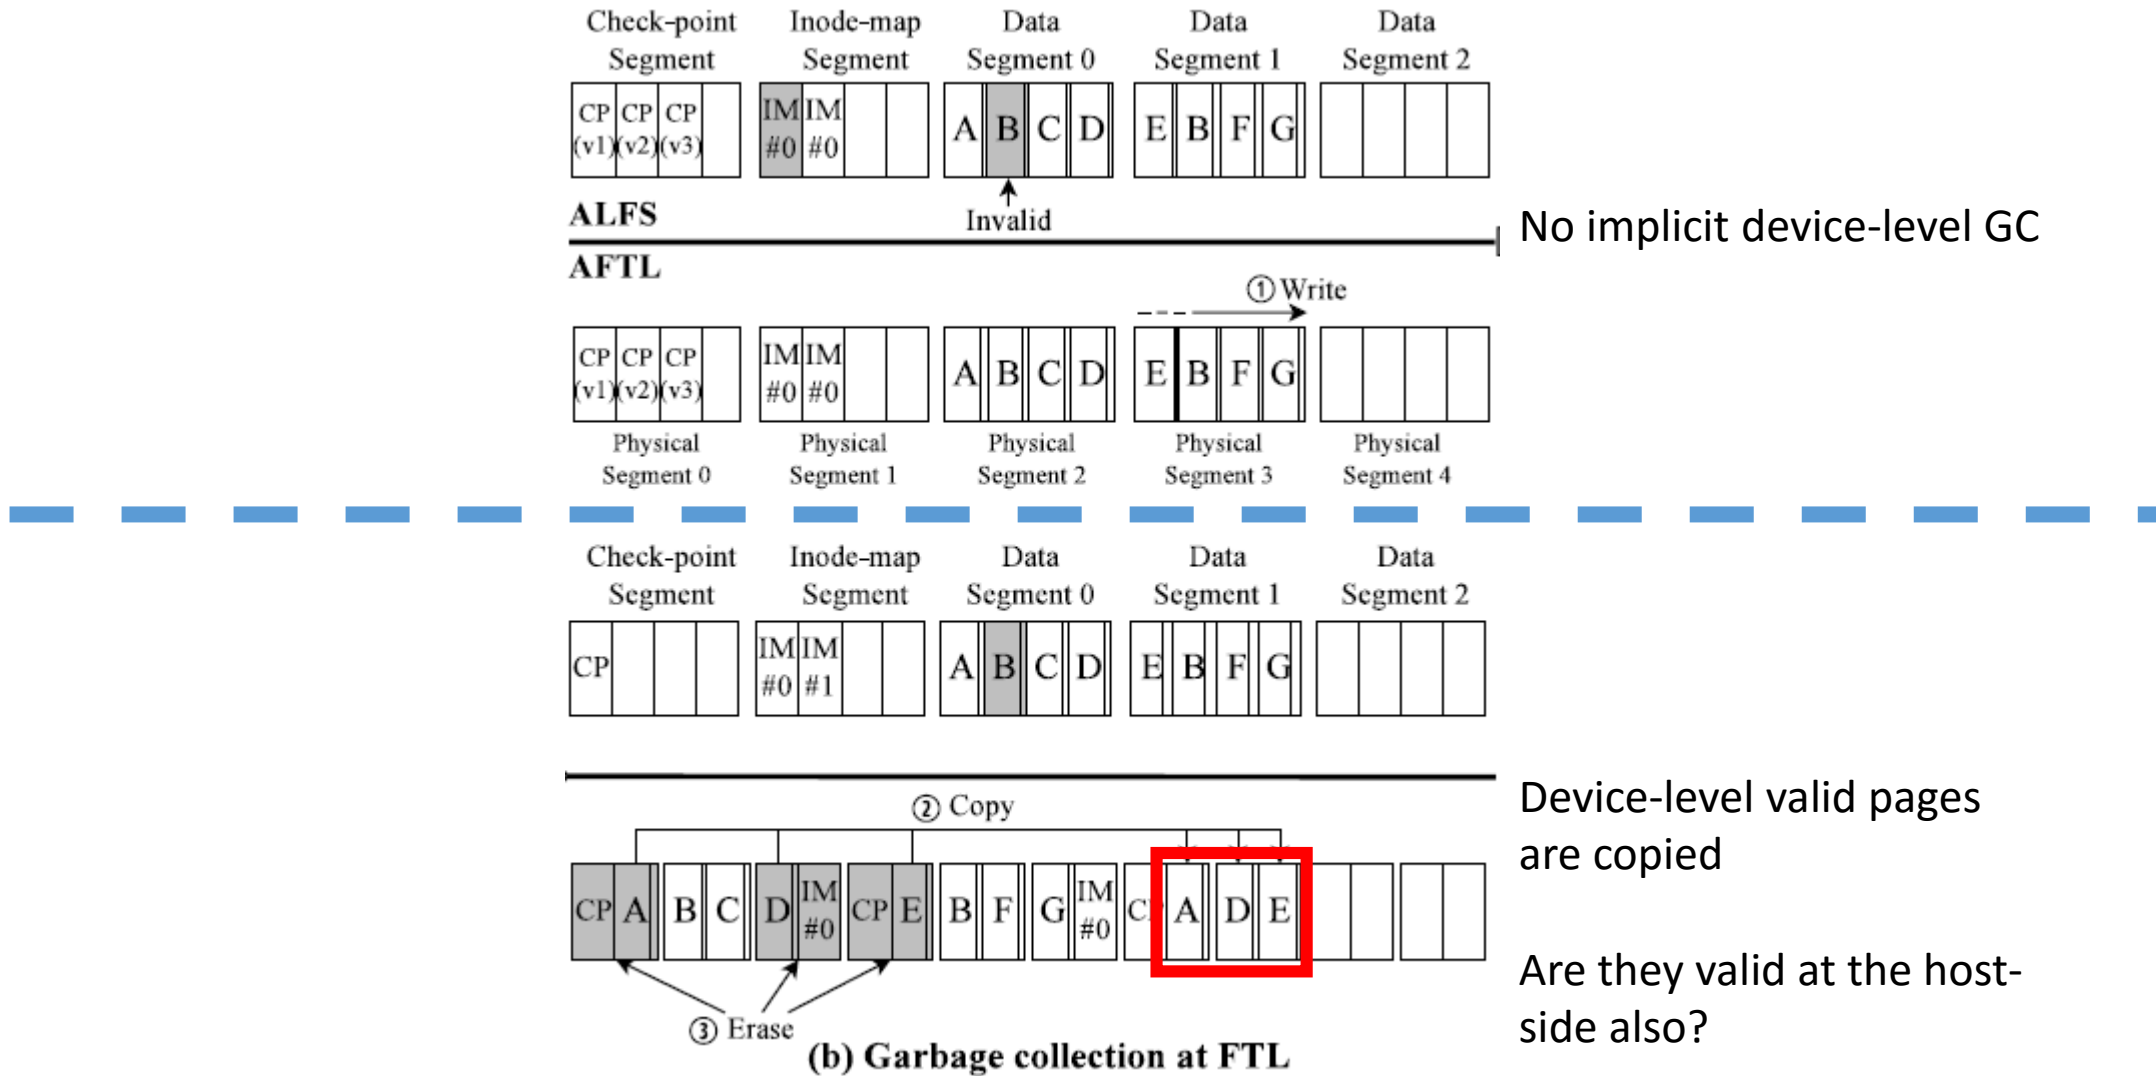 Check-point Inode-map Data Data Data
Segment Segment Segment 0 Segment 1 Segment 2
CP CP CP IM IM A B C D E B F G
(v1) (v2) (v3) #0 #0
ALFS Invalid
No implicit device-level GC
AFTL
① Write
CP CP CP IM IM A B C D E B F G
(v1) (v2) (v3) #0 #0
Physical Physical Physical Physical Physical
Segment 0 Segment 1 Segment 2 Segment 3 Segment 4
Check-point Inode-map Data Data Data
Segment Segment Segment 0 Segment 1 Segment 2
CP IM IM A B C D E B F G
#0 #1
② Copy
Device-level valid pages
are copied
CP A B C D IM CP E B F G IM CP A D E
#0 #0
Are they valid at the host-
side also?
③ Erase
(b) Garbage collection at FTL